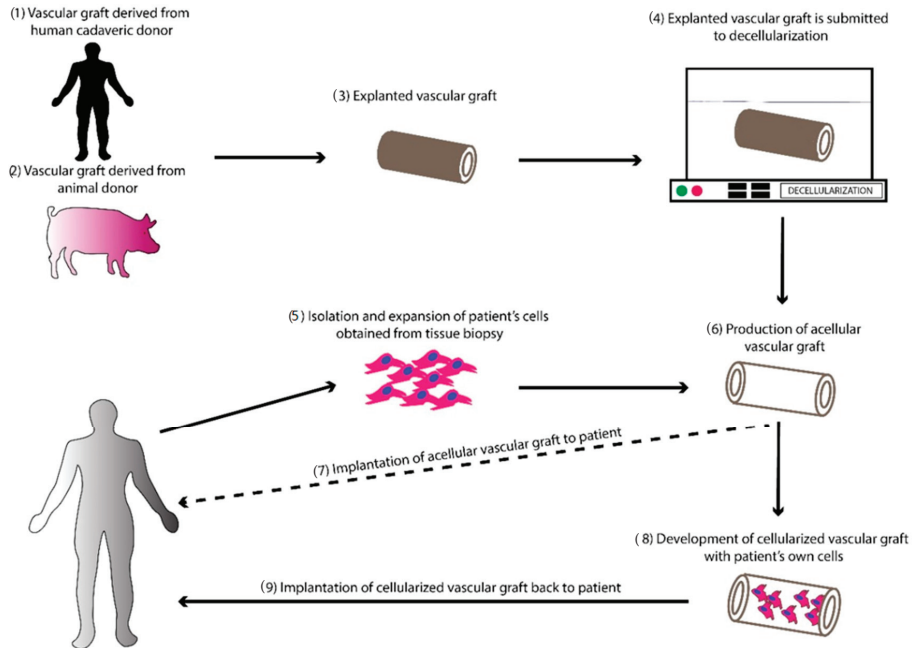 (1) Vascular graft derived from
human cadaveric donor
(2) Vascular graft derived from
animal donor
(3) Explanted vascular graft
(4) Explanted vascular graft is submitted
to decellularization
DECELLULARIZATION
(5) Isolation and expansion of patient's cells
obtained from tissue biopsy
(6) Production of acellular
vascular graft
(7) Implantation of acellular vascular graft to patient
(8) Development of cellularized vascular graft
with patient's own cells
(9) Implantation of cellularized vascular graft back to patient